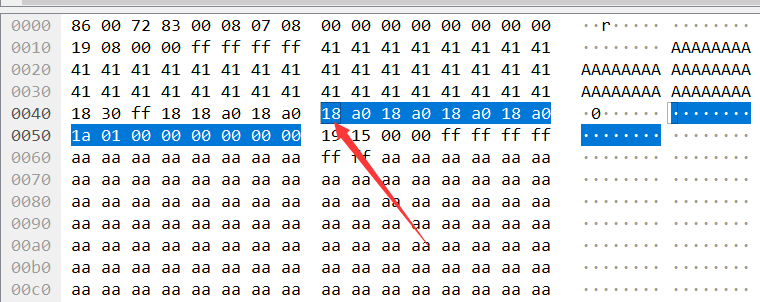 0000 86 00 72 83 00 08 07 08 00 00 00 00 00 00 00 00 ··r····· ········
0010 19 08 00 00 ff ff ff ff 41 41 41 41 41 41 41 41 ········ AAAAAAAA
0020 41 41 41 41 41 41 41 41 41 41 41 41 41 41 41 41 AAAAAAAA AAAAAAAA
0030 41 41 41 41 41 41 41 41 41 41 41 41 41 41 41 41 AAAAAAAA AAAAAAAA
0040 18 30 ff 18 18 a0 18 a0 18 a0 18 a0 18 a0 18 a0 ·0······ ········
0050 1a 01 00 00 00 00 00 00 19 15 00 00 ff ff ff ff ········ ········
0060 aa aa aa aa aa aa aa aa ff ff aa aa aa aa aa aa ········ ········
0070 aa aa aa aa aa aa aa aa aa aa aa aa aa aa aa aa ········ ········
0080 aa aa aa aa aa aa aa aa aa aa aa aa aa aa aa aa ········ ········
0090 aa aa aa aa aa aa aa aa aa aa aa aa aa aa aa aa ········ ········
00a0 aa aa aa aa aa aa aa aa aa aa aa aa aa aa aa aa ········ ········
00b0 aa aa aa aa aa aa aa aa aa aa aa aa aa aa aa aa ········ ········
00c0 aa aa aa aa aa aa aa aa aa aa aa aa aa aa aa aa ········ ········